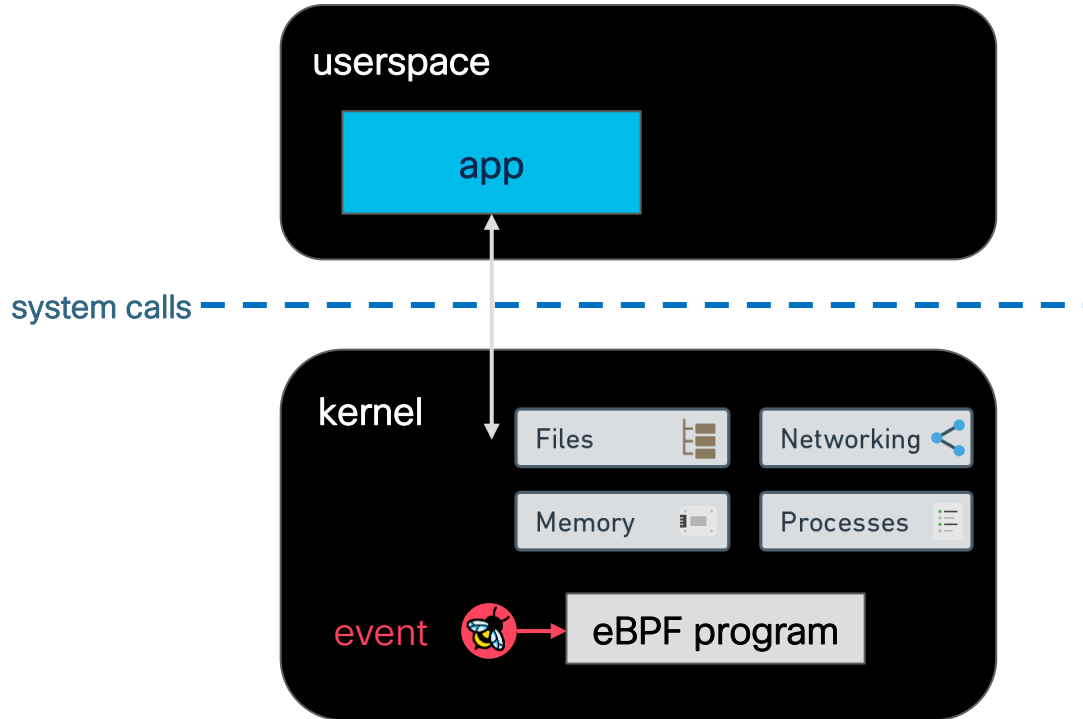 userspace
app
system calls
kernel
Files
Networking
Memory
Processes
event
eBPF program